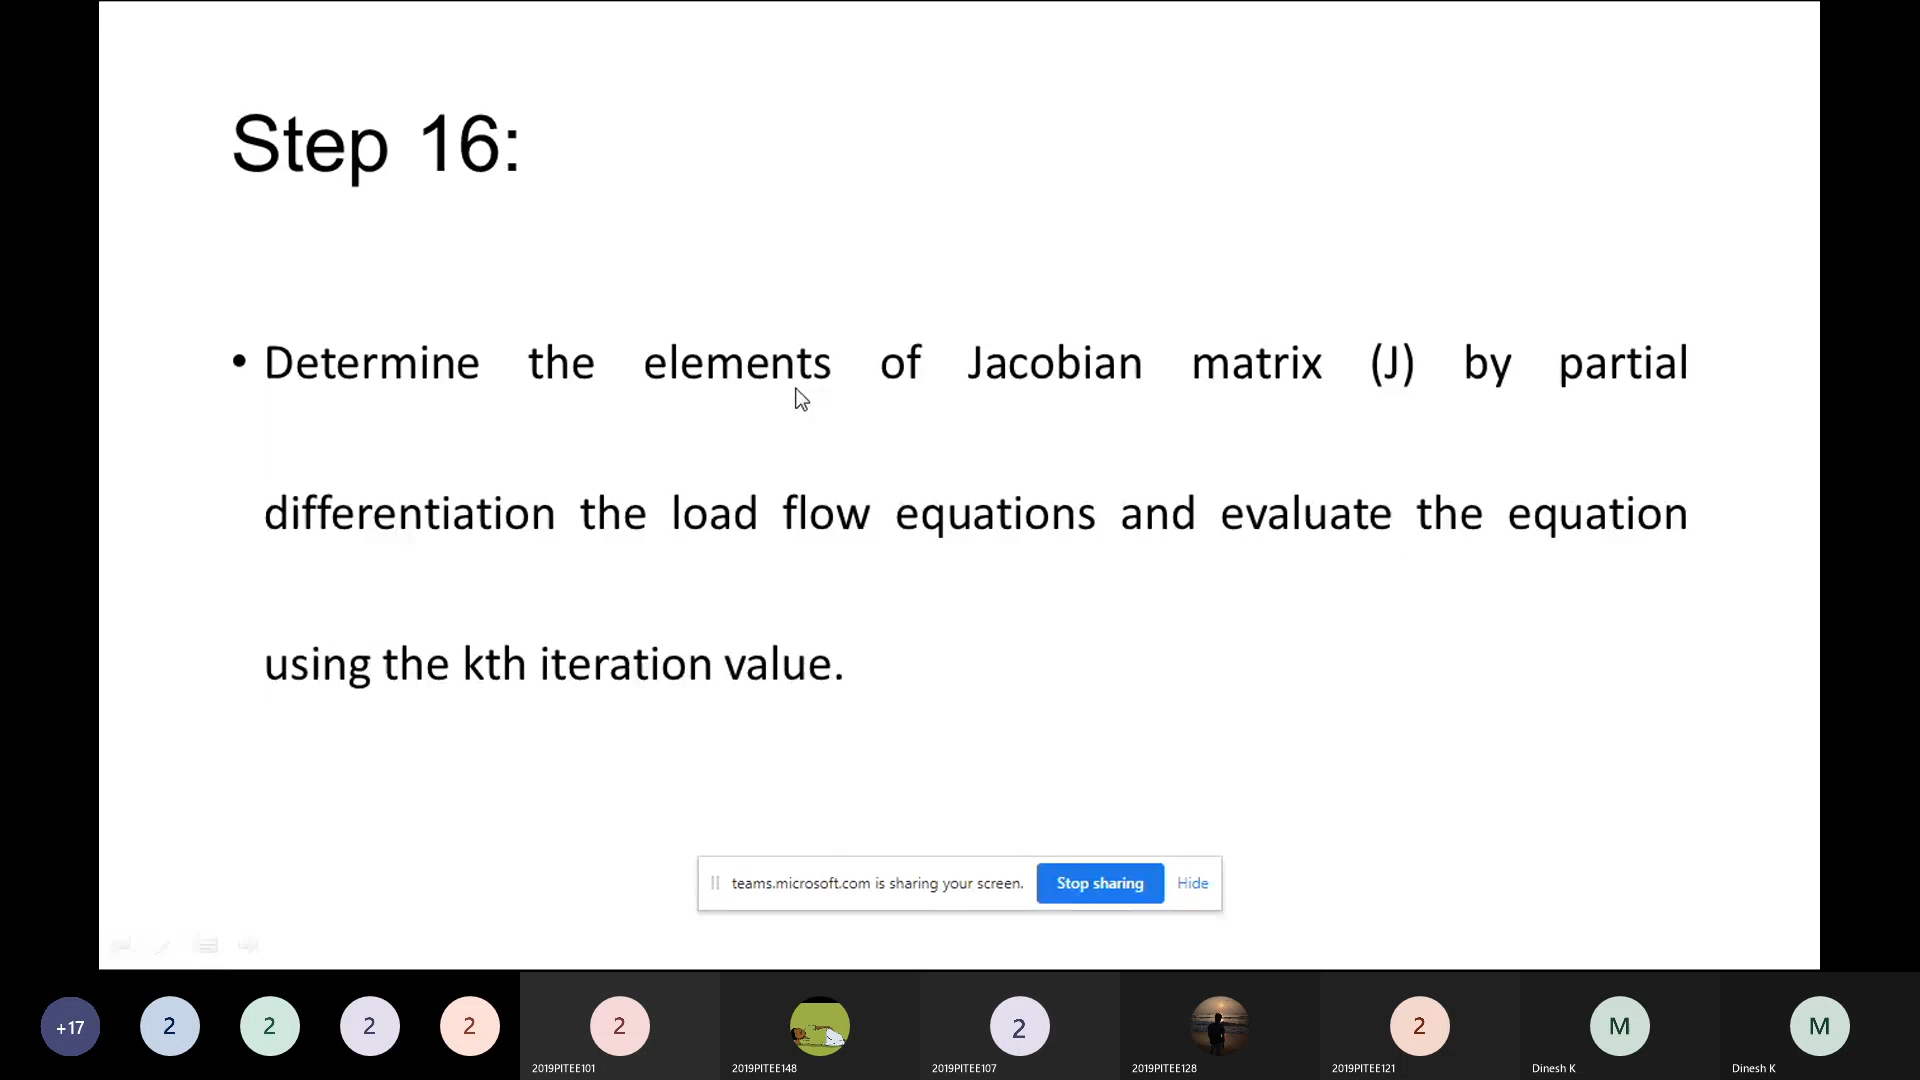 Step 16:
• Determine the elements of Jacobian matrix (J) by partial
differentiation the load flow equations and evaluate the equation
using the kth iteration value.
teams.microsoft.com is sharing your screen. Stop sharing Hide
+17 2 2 2 2 2 2 2 M M
2019PITEE101 2019PITEE148 2019PITEE107 2019PITEE128 2019PITEE121 Dinesh K Dinesh K